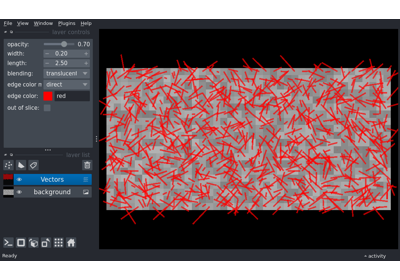 File View Window Plugins Help
layer controls
opacity: 0.70
width: 0.20
length: 2.50
blending: translucent
edge color m direct
edge color: red
out of slice:
layer list
Vectors
background
Ready
activity